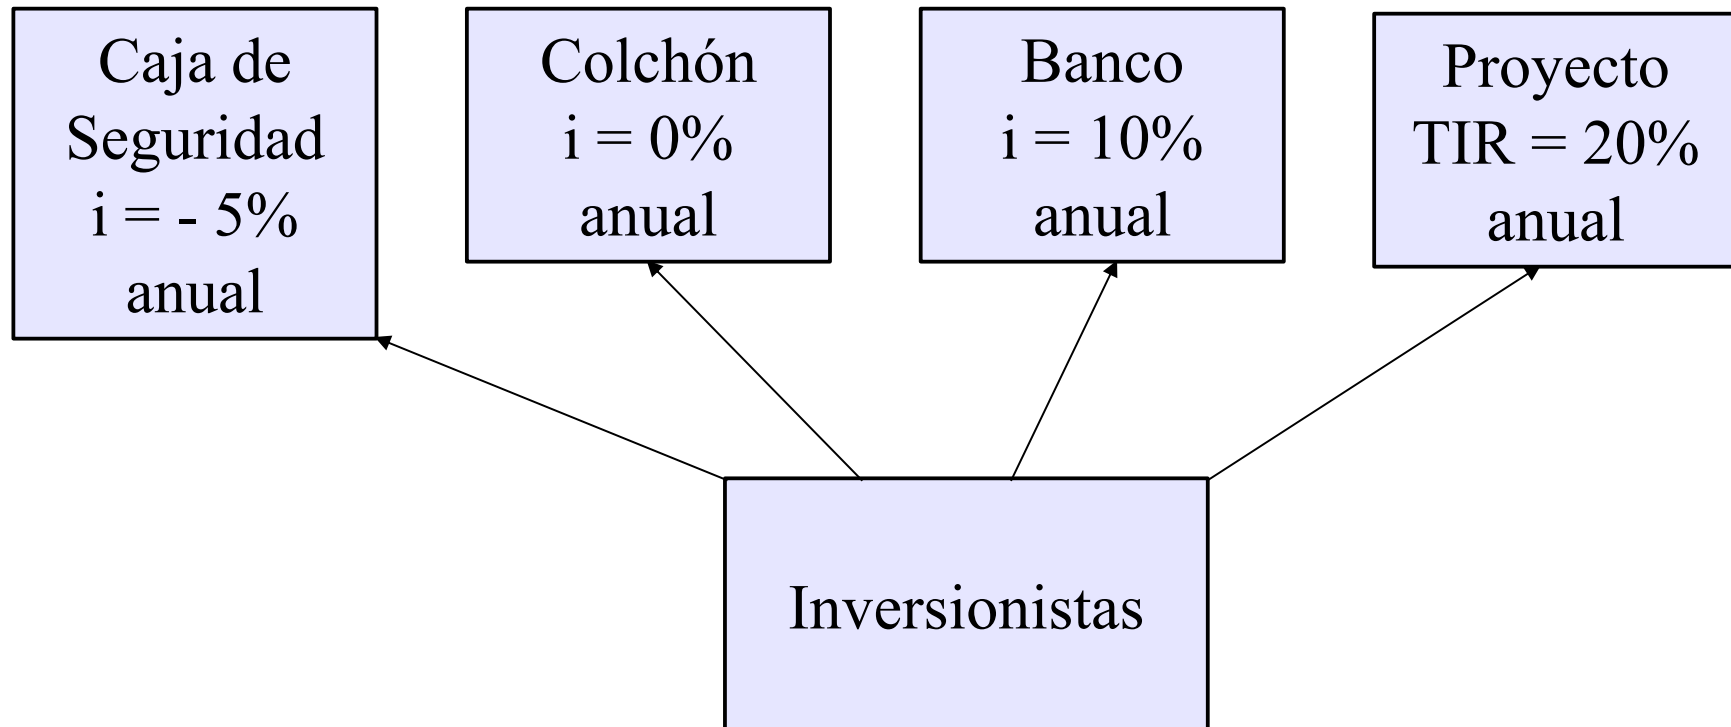 Caja de
Seguridad
i = - 5%
anual
Colchón
i = 0%
anual
Banco
i = 10%
anual
Proyecto
TIR = 20%
anual
Inversionistas